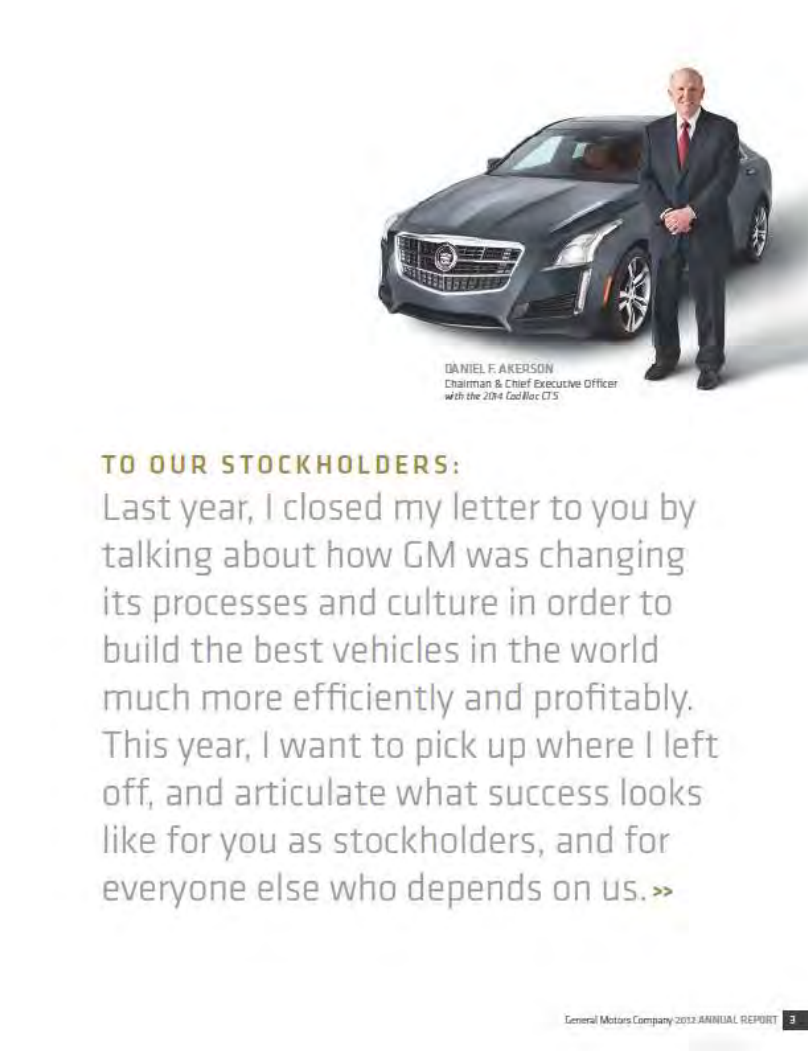 DANIEL F. AKERSON
Chairman & Chief Executive Officer
with the 2014 Cadillac CTS
TO OUR STOCKHOLDERS:
Last year, I closed my letter to you by
talking about how GM was changing
its processes and culture in order to
build the best vehicles in the world
much more efficiently and profitably.
This year, I want to pick up where I left
off, and articulate what success looks
like for you as stockholders, and for
everyone else who depends on us. >>
General Motors Company 2012 ANNUAL REPORT 3